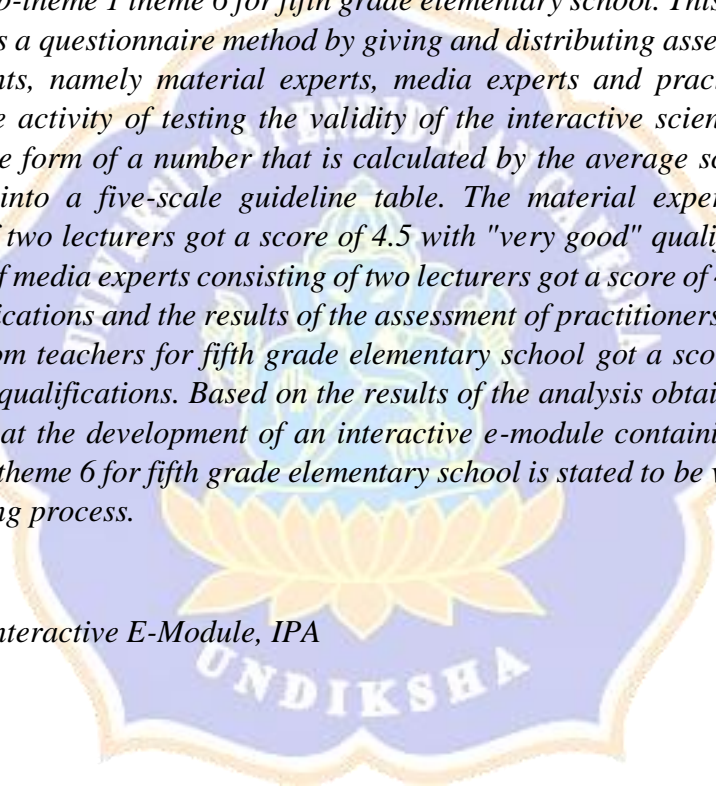 b-theme 1 theme 6 for fifth grade elementary school. This
s a questionnaire method by giving and distributing asse
nts, namely material experts, media experts and prac
e activity of testing the validity of the interactive scien
e form of a number that is calculated by the average sc
into a five-scale guideline table. The material exper
f two lecturers got a score of 4.5 with "very good" quali
of media experts consisting of two lecturers got a score of
ications and the results of the assessment of practitioners
om teachers for fifth grade elementary school got a sco
qualifications. Based on the results of the analysis obtai
at the development of an interactive e-module containi
theme 6 for fifth grade elementary school is stated to be v
ng process.
nteractive E-Module, IPA
UNIVERSITAS PENDIDIKAN GANESHA
UNDIKSHA